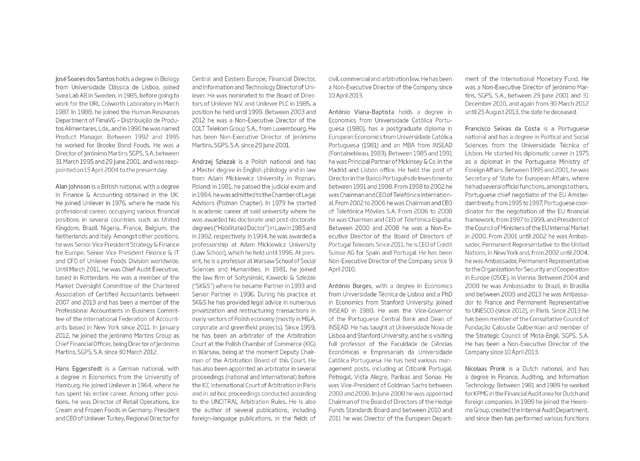 José Soares dos Santos holds a degree in Biology
from Universidade Clássica de Lisboa, joined
Svea Lab AB in Sweden, in 1985, before going to
work for the URL Colworth Laboratory in March
1987. In 1988, he joined the Human Resources
Department of FimaVG – Distribuição de Produ-
tos Alimentares, Lda., and in 1990 he was named
Product Manager. Between 1992 and 1995
he worked for Brooke Bond Foods. He was a
Director of Jerónimo Martins SGPS, S.A. between
31 March 1995 and 29 June 2001, and was reap-
pointed on 15 April 2004 to the present day.
Alan Johnson is a British national, with a degree
in Finance & Accounting obtained in the UK.
He joined Unilever in 1976, where he made his
professional career, occupying various financial
positions in several countries such as United
Kingdom, Brazil, Nigeria, France, Belgium, the
Netherlands and Italy. Amongst other positions,
he was Senior Vice President Strategy & Finance
for Europe, Senior Vice President Finance & IT
and CFO of Unilever Foods Division worldwide.
Until March 2011, he was Chief Audit Executive,
based in Rotterdam. He was a member of the
Market Oversight Committee of the Chartered
Association of Certified Accountants between
2007 and 2013 and has been a member of the
Professional Accountants in Business Commit-
tee of the International Federation of Account-
ants based in New York since 2011. In January
2012, he joined the Jerónimo Martins Group as
Chief Financial Officer, being Director of Jerónimo
Martins, SGPS, S.A. since 30 March 2012.
Hans Eggerstedt is a German national, with
a degree in Economics from the University of
Hamburg. He joined Unilever in 1964, where he
has spent his entire career. Among other posi-
tions, he was Director of Retail Operations, Ice
Cream and Frozen Foods in Germany, President
and CEO of Unilever Turkey, Regional Director for
Central and Eastern Europe, Financial Director,
and Information and Technology Director of Uni-
lever. He was nominated to the Board of Direc-
tors of Unilever N.V. and Unilever PLC in 1985, a
position he held until 1999. Between 2003 and
2012 he was a Non-Executive Director of the
COLT Telekom Group S.A., from Luxembourg. He
has been Non-Executive Director of Jerónimo
Martins, SGPS, S.A. since 29 June 2001.
Andrzej Szlezak is a Polish national and has
a Master degree in English philology and in law
from Adam Mickiewicz University in Poznan,
Poland; in 1981, he passed the judicial exam and
in 1994, he was admitted to the Chamber of Legal
Advisors (Poznan Chapter). In 1979 he started
is academic career at said university where he
was awarded his doctorate and post-doctorate
degrees ("Habilitated Doctor") in Law in 1985 and
in 1992, respectively. In 1994, he was awarded a
professorship at Adam Mickiewicz University
(Law School), which he held until 1996. At pres-
ent, he is a professor at Warsaw School of Social
Sciences and Humanities. In 1991, he joined
the law firm of Sołtysiński, Kawecki & Szlęzak
("SK&S") where he became Partner in 1993 and
Senior Partner in 1996. During his practice at
SK&S he has provided legal advice in numerous
privatization and restructuring transactions in
many sectors of Polish economy (mostly in M&A,
corporate and greenfield projects). Since 1999,
he has been an arbitrator of the Arbitration
Court at the Polish Chamber of Commerce (KIG)
in Warsaw, being at the moment Deputy Chair-
man of the Arbitration Board of this Court. He
has also been appointed an arbitrator in several
proceedings (national and international) before
the ICC International Court of Arbitration in Paris
and in ad hoc proceedings conducted according
to the UNCITRAL Arbitration Rules. He is also
the author of several publications, including
foreign-language publications, in the fields of
civil, commercial and arbitration law. He has been
a Non-Executive Director of the Company since
10 April 2013.
António Viana-Baptista holds a degree in
Economics from Universidade Católica Portu-
guesa (1980), has a postgraduate diploma in
European Economics from Universidade Católica
Portuguesa (1981) and an MBA from INSEAD
(Fontainebleau, 1983). Between 1985 and 1991
he was Principal Partner of Mckinsey & Co. in the
Madrid and Lisbon office. He held the post of
Director in the Banco Português de Investimento
between 1991 and 1998. From 1998 to 2002 he
was Chairman and CEO of Telefónica Internation-
al. From 2002 to 2006 he was Chairman and CEO
of Telefónica Móviles S.A. From 2006 to 2008
he was Chairman and CEO of Telefónica España.
Between 2000 and 2008 he was a Non-Ex-
ecutive Director of the Board of Directors of
Portugal Telecom. Since 2011, he is CEO of Crédit
Suisse AG for Spain and Portugal. He has been
Non-Executive Director of the Company since 9
April 2010.
António Borges, with a degree in Economics
from Universidade Técnica de Lisboa and a PhD
in Economics from Stanford University, joined
INSEAD in 1980. He was the Vice-Governor
of the Portuguese Central Bank and Dean of
INSEAD. He has taught at Universidade Nova de
Lisboa and Stanford University, and he is visiting
full professor at the Faculdade de Ciências
Económicas e Empresariais da Universidade
Católica Portuguesa. He has held various man-
agement posts, including at Citibank Portugal,
Petrogal, Vista Alegre, Paribas and Sonae. He
was Vice-President of Goldman Sachs between
2000 and 2008. In June 2008 he was appointed
Chairman of the Board of Directors of the Hedge
Funds Standards Board and between 2010 and
2011 he was Director of the European Depart-
ment of the International Monetary Fund. He
was a Non-Executive Director of Jerónimo Mar-
tins, SGPS, S.A., between 29 June 2001 and 31
December 2010, and again from 30 March 2012
until 25 August 2013, the date he deceased.
Francisco Seixas da Costa is a Portuguese
national and has a degree in Political and Social
Sciences from the Universidade Técnica de
Lisbon. He started his diplomatic career in 1975
as a diplomat in the Portuguese Ministry of
Foreign Affairs. Between 1995 and 2001, he was
Secretary of State for European Affairs, where
he had several official functions, amongst others,
Portuguese chief negotiator of the EU Amster-
dam treaty, from 1995 to 1997, Portuguese coor-
dinator for the negotiation of the EU financial
framework, from 1997 to 1999, and President of
the Council of Ministers of the EU Internal Market
in 2000. From 2001 until 2002 he was Ambas-
sador, Permanent Representative to the United
Nations, in New York and, from 2002 until 2004,
he was Ambassador, Permanent Representative
to the Organization for Security and Cooperation
in Europe (OSCE), in Vienna. Between 2004 and
2008 he was Ambassador to Brazil, in Brasília
and between 2009 and 2013 he was Ambassa-
dor to France and Permanent Representative
to UNESCO (since 2012), in Paris. Since 2013 he
has been member of the Consultative Council of
Fundação Calouste Gulbenkian and member of
the Strategic Council of Mota-Engil, SGPS, S.A.
He has been a Non-Executive Director of the
Company since 10 April 2013.
Nicolaas Pronk is a Dutch national, and has
a degree in Finance, Auditing, and Information
Technology. Between 1981 and 1989 he worked
for KPMG in the Financial Audit area for Dutch and
foreign companies. In 1989 he joined the Heere-
ma Group, created the Internal Audit Department,
and since then has performed various functions